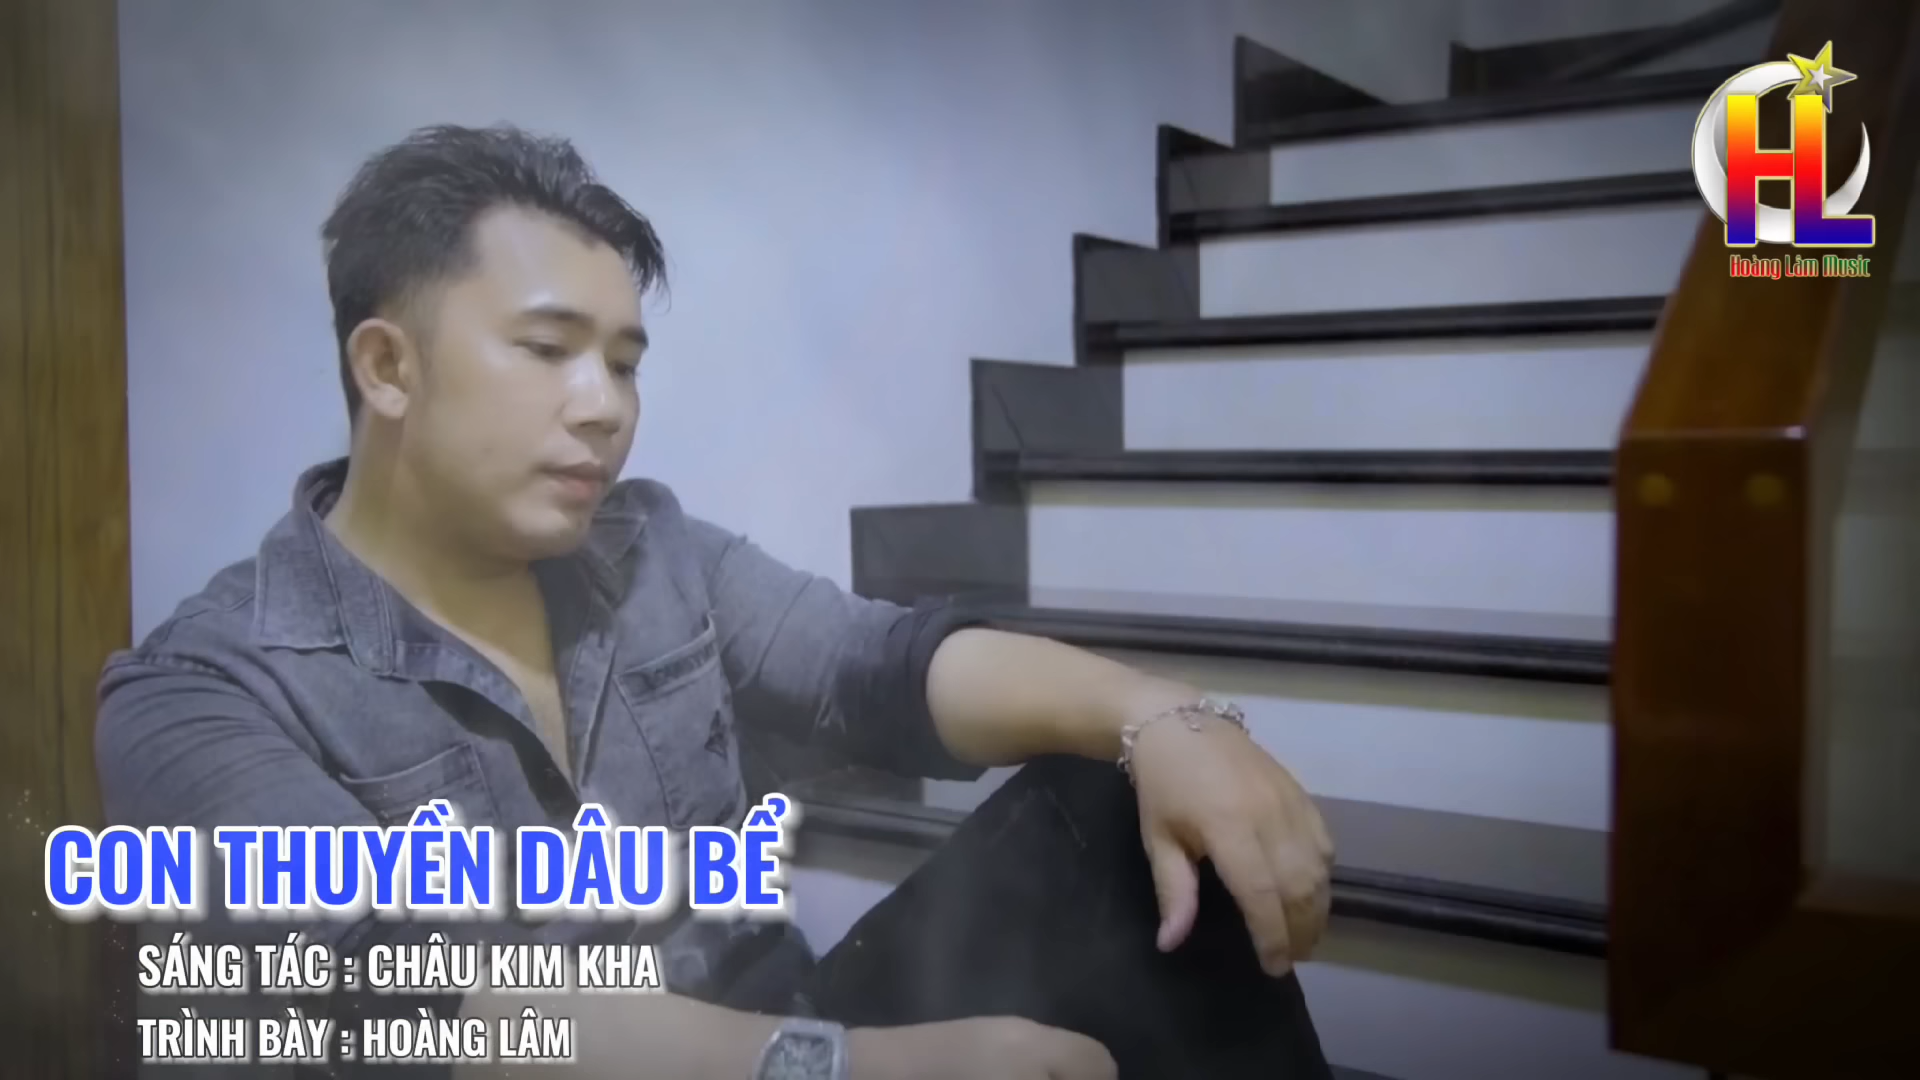 HL
Hoàng Lâm Music
CON THUYỀN DÂU BỂ
SÁNG TÁC : CHÂU KIM KHA
TRÌNH BÀY : HOÀNG LÂM